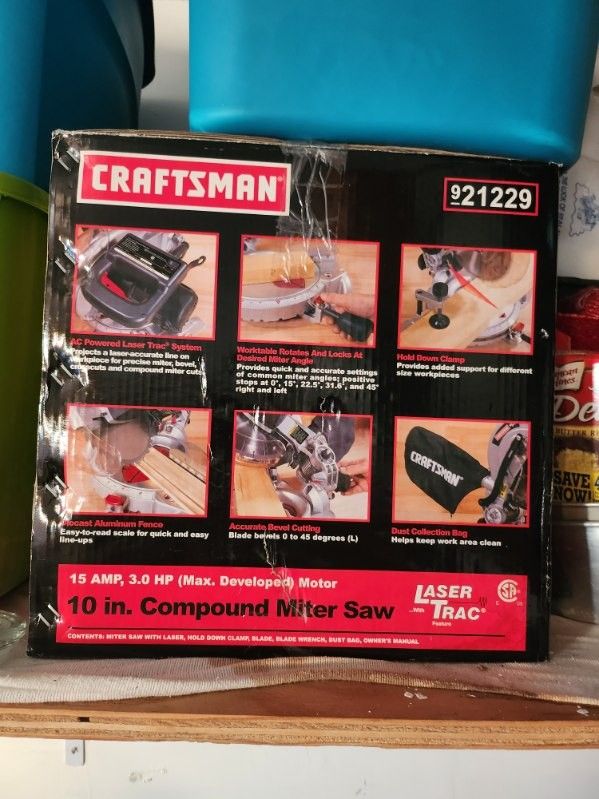 CRAFTSMAN®
921229
AC Powered Laser Trac® System
Projects a laser-accurate line on
workpiece for precise miter, bevel,
crosscuts and compound miter cuts
Worktable Rotates And Locks At
Desired Miter Angle
Provides quick and accurate settings
of common miter angles; positive
stops at 0°, 15°, 22.5°, 31.6°, and 45°
right and left
Hold Down Clamp
Provides added support for different
size workpieces
CRAFTSMAN
Diecast Aluminum Fence
Easy-to-read scale for quick and easy
line-ups
Accurate Bevel Cutting
Blade bevels 0 to 45 degrees (L)
Dust Collection Bag
Helps keep work area clean
15 AMP, 3.0 HP (Max. Developed) Motor
10 in. Compound Miter Saw
...With
LASER
TRAC®
Feature
C SA US
CONTENTS: MITER SAW WITH LASER, HOLD DOWN CLAMP, BLADE, BLADE WRENCH, DUST BAG, OWNER'S MANUAL
De
BUTTER
SAVE
NOW